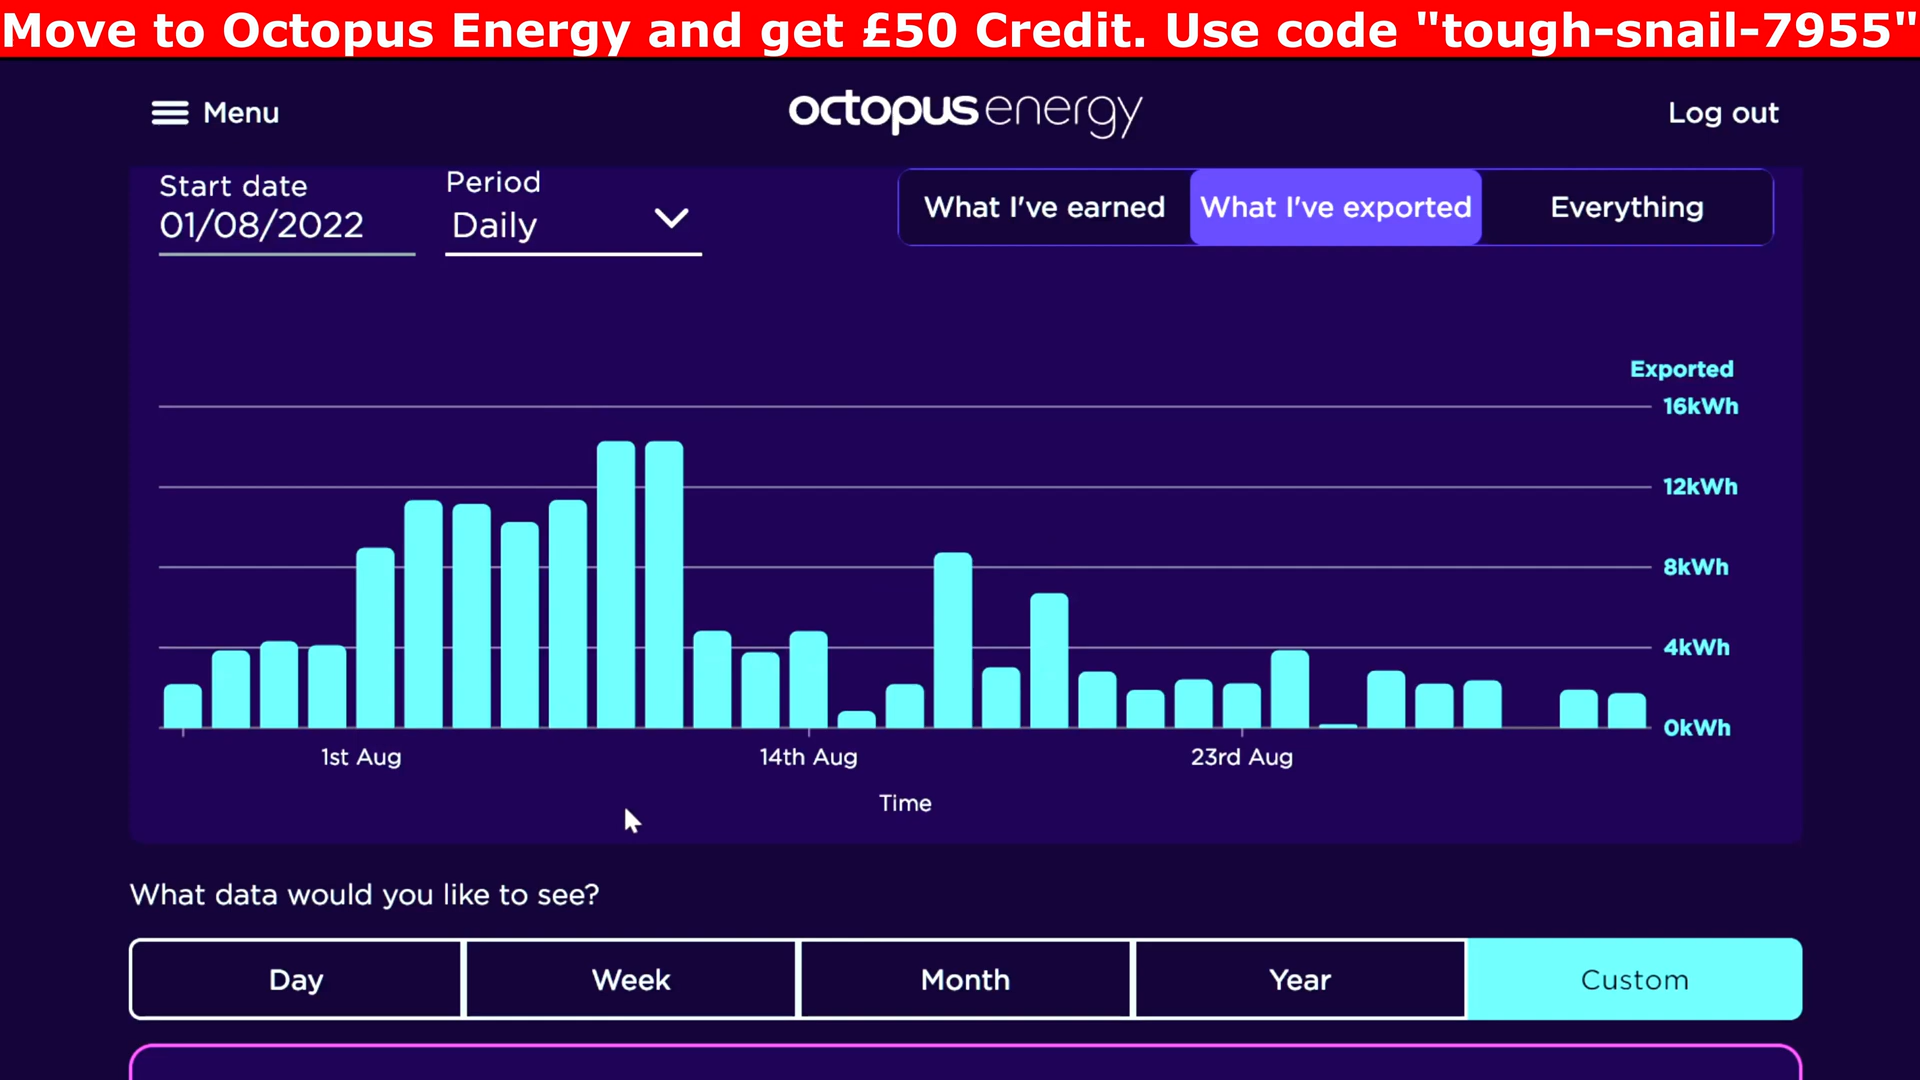 Move to Octopus Energy and get £50 Credit. Use code "tough-snail-7955"
Menu
octopus energy
Log out
Start date
01/08/2022
Period
Daily
What I've earned
What I've exported
Everything
Exported
16kWh
12kWh
8kWh
4kWh
0kWh
1st Aug
14th Aug
23rd Aug
Time
What data would you like to see?
Day
Week
Month
Year
Custom